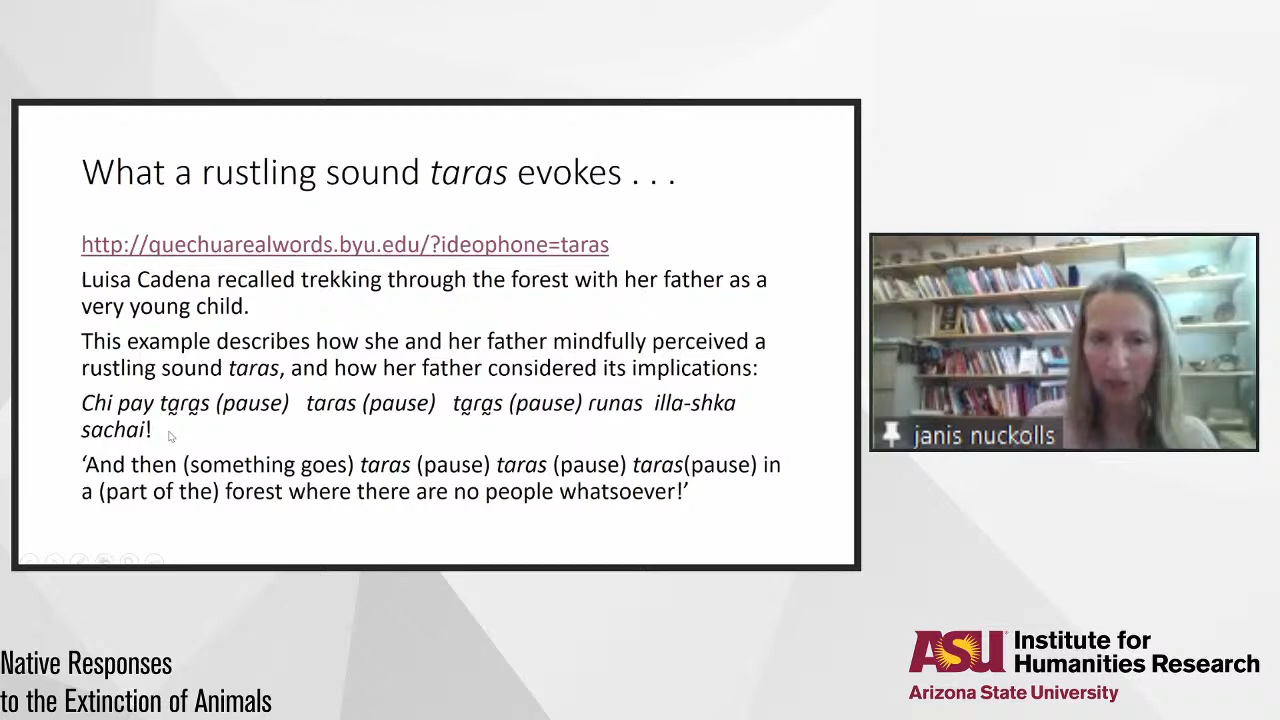 What a rustling sound taras evokes . . .
http://quechuarealwords.byu.edu/?ideophone=taras
Luisa Cadena recalled trekking through the forest with her father as a
very young child.
This example describes how she and her father mindfully perceived a
rustling sound taras, and how her father considered its implications:
Chi pay ta̰ra̰s (pause) taras (pause) ta̰ra̰s (pause) runas illa-shka
sachai!
‘And then (something goes) taras (pause) taras (pause) taras(pause) in
a (part of the) forest where there are no people whatsoever!’
janis nuckolls
Native Responses
to the Extinction of Animals
ASU Institute for
Humanities Research
Arizona State University